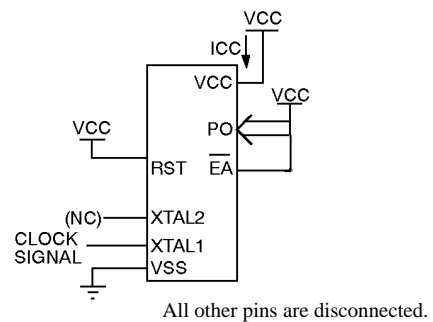 VCC
ICC
VCC
VCC
PO
VCC
RST
EA
(NC)
XTAL2
CLOCK
SIGNAL
XTAL1
VSS
All other pins are disconnected.